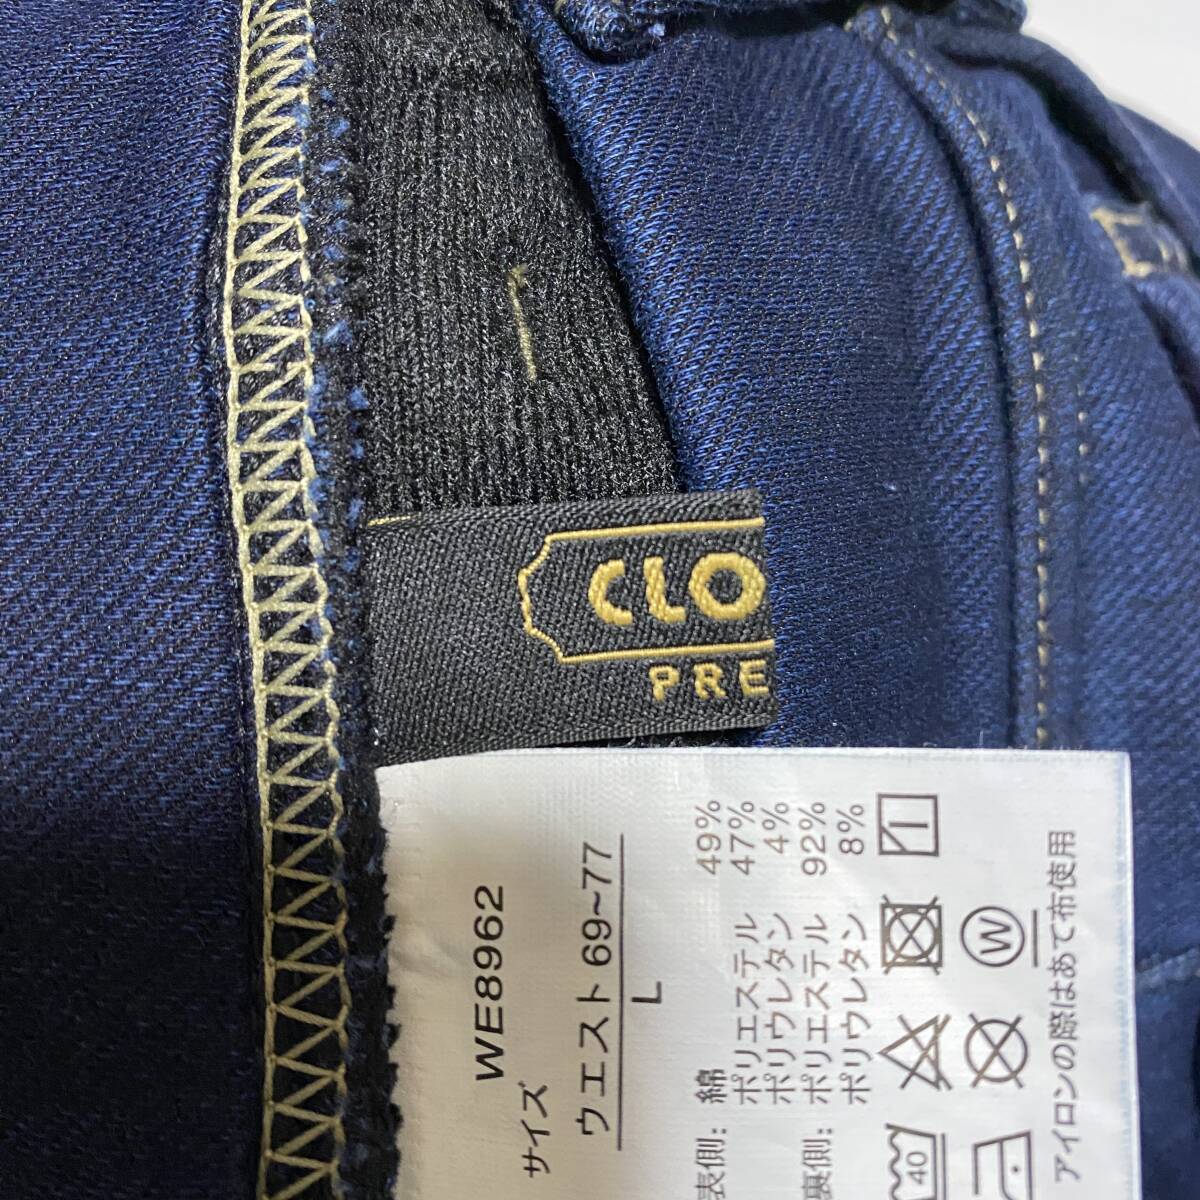 CLO
PRE
WE8962
サイズ
ウエスト 69~77
L
表側: 綿 49%
ポリエステル 47%
ポリウレタン 4%
裏側: ポリエステル 92%
ポリウレタン 8%
40
W
アイロンの際はあて布使用